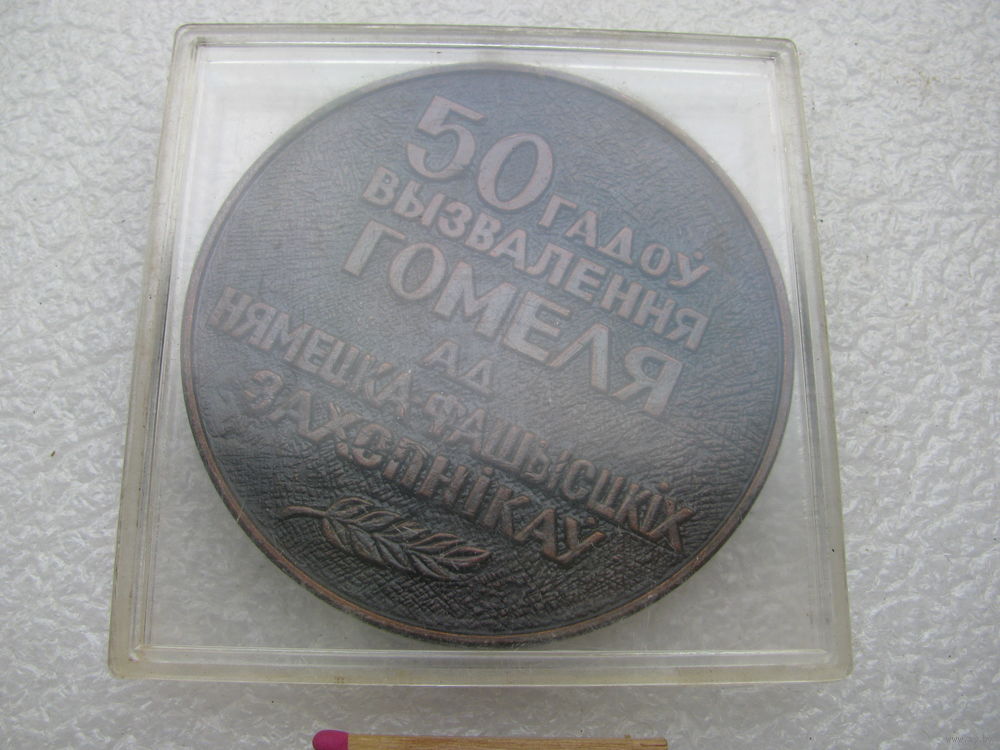 50 ГАДОЎ
ВЫЗВАЛЕННЯ
ГОМЕЛЯ
АД
НЯМЕЦКА-ФАШЫСЦКІХ
ЗАХОПНІКАЎ